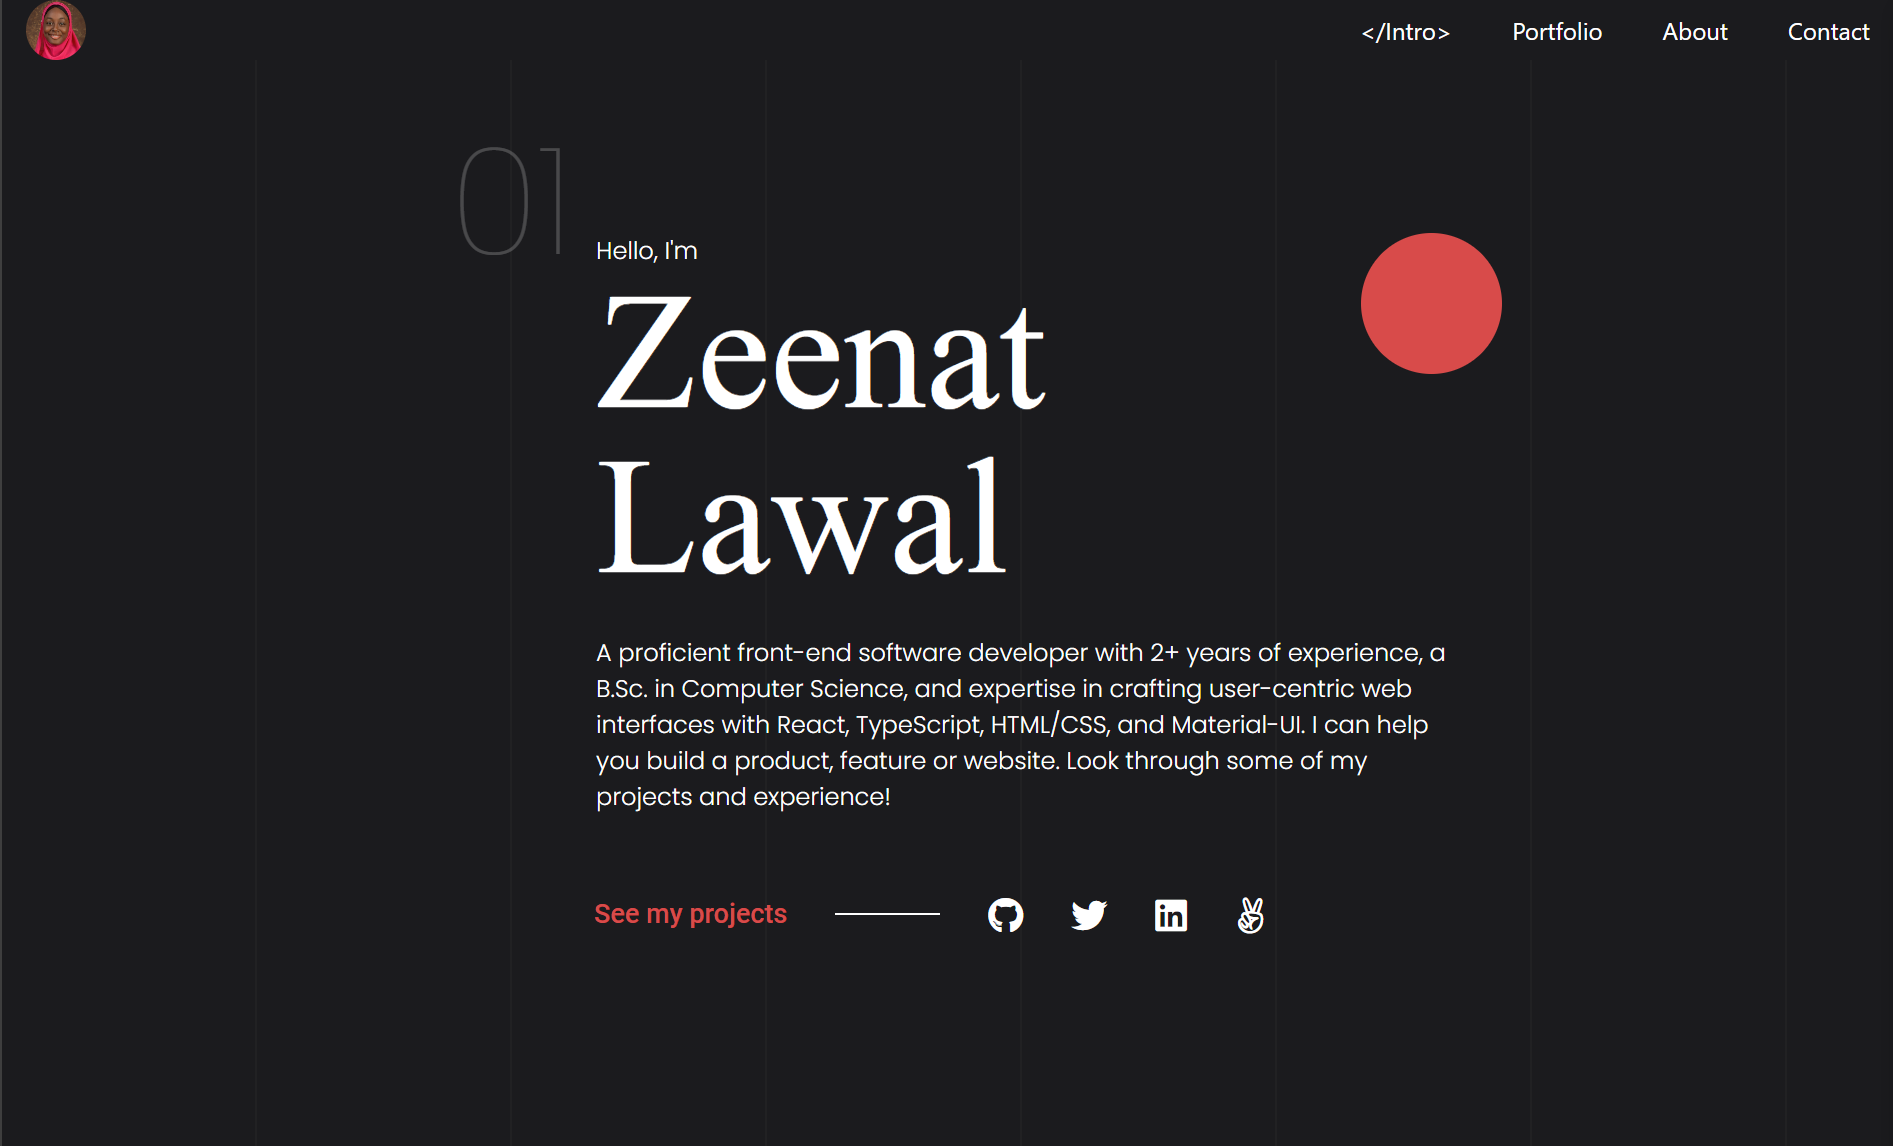 </Intro> Portfolio About Contact
01
Hello, I'm
Zeenat
Lawal
A proficient front-end software developer with 2+ years of experience, a
B.Sc. in Computer Science, and expertise in crafting user-centric web
interfaces with React, TypeScript, HTML/CSS, and Material-UI. I can help
you build a product, feature or website. Look through some of my
projects and experience!
See my projects
in